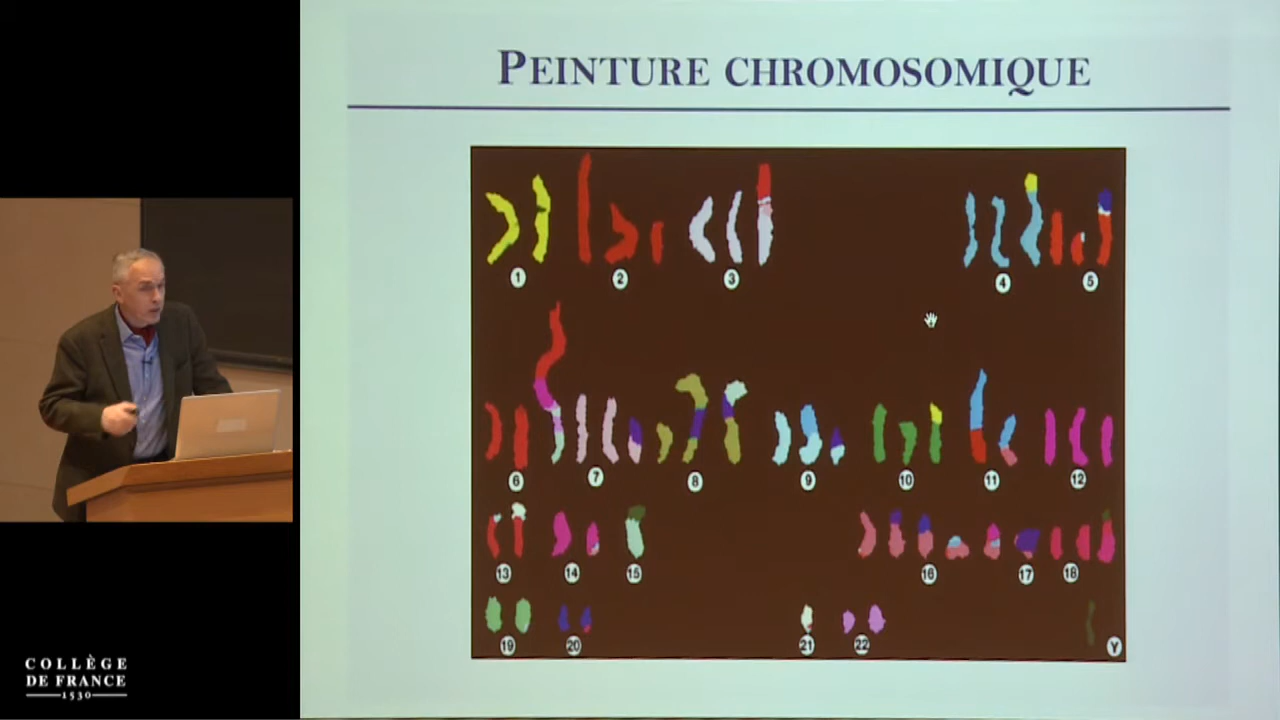 PEINTURE CHROMOSOMIQUE
1 2 3 4 5
6 7 8 9 10 11 12
13 14 15 16 17 18
19 20 21 22 Y
COLLÈGE
DE FRANCE
1530